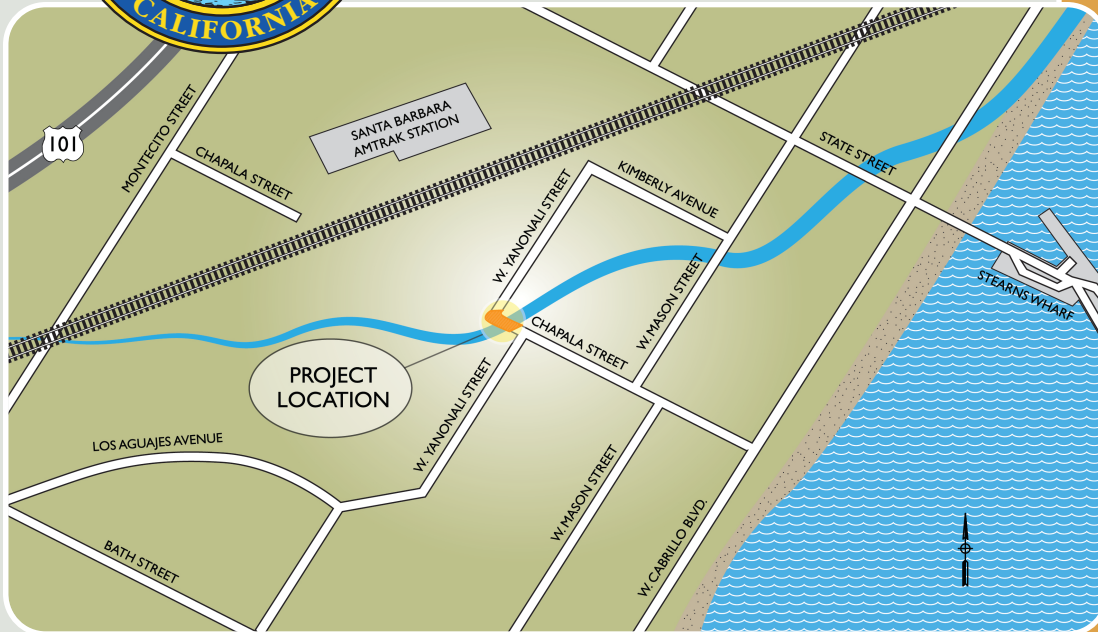 CALIFORNIA
101
MONTECITO STREET
CHAPALA STREET
SANTA BARBARA
AMTRAK STATION
STATE STREET
KIMBERLY AVENUE
W. YANONALI STREET
W. MASON STREET
STEARNS WHARF
CHAPALA STREET
PROJECT
LOCATION
W. YANONALI STREET
LOS AGUAJES AVENUE
W. MASON STREET
W. CABRILLO BLVD.
BATH STREET